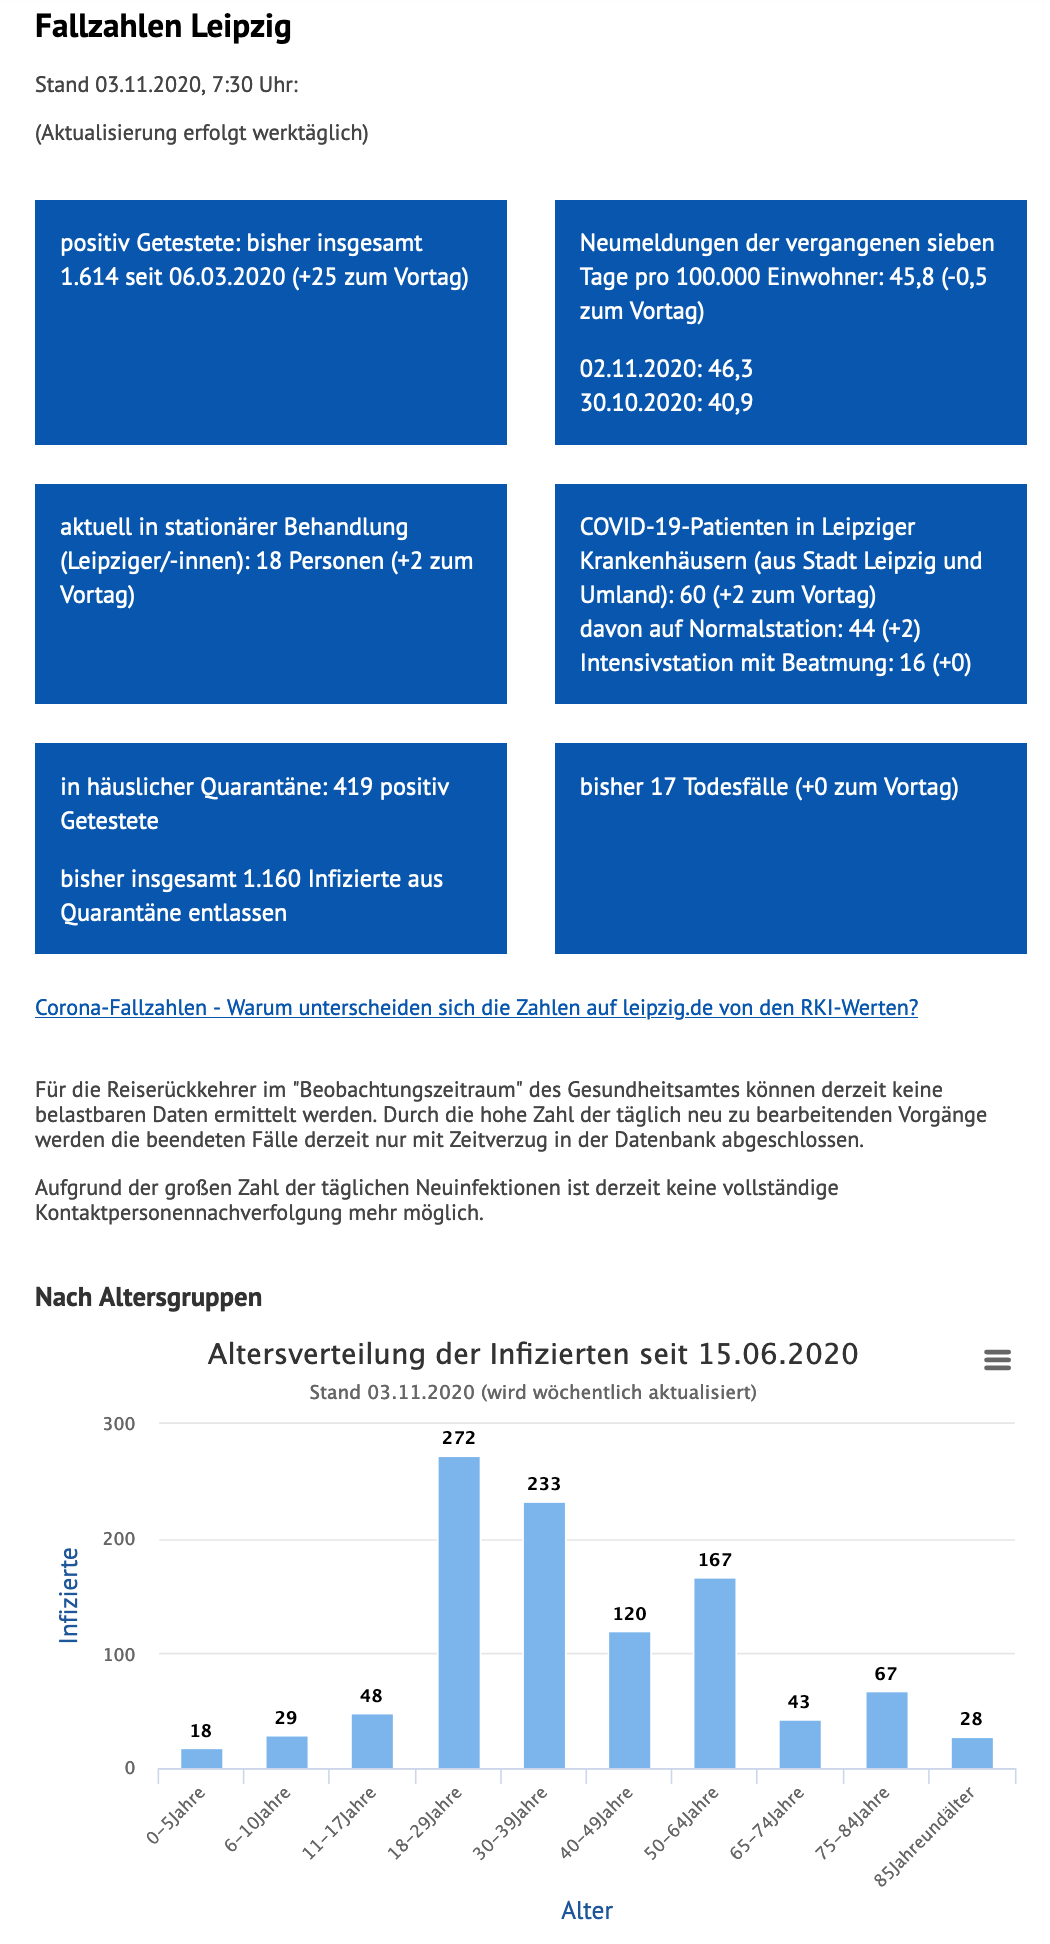 Fallzahlen Leipzig
Stand 03.11.2020, 7:30 Uhr:
(Aktualisierung erfolgt werktäglich)
positiv Getestete: bisher insgesamt
1.614 seit 06.03.2020 (+25 zum Vortag)
Neumeldungen der vergangenen sieben
Tage pro 100.000 Einwohner: 45,8 (-0,5
zum Vortag)
02.11.2020: 46,3
30.10.2020: 40,9
aktuell in stationärer Behandlung
(Leipziger/-innen): 18 Personen (+2 zum
Vortag)
COVID-19-Patienten in Leipziger
Krankenhäusern (aus Stadt Leipzig und
Umland): 60 (+2 zum Vortag)
davon auf Normalstation: 44 (+2)
Intensivstation mit Beatmung: 16 (+0)
in häuslicher Quarantäne: 419 positiv
Getestete
bisher insgesamt 1.160 Infizierte aus
Quarantäne entlassen
bisher 17 Todesfälle (+0 zum Vortag)
Corona-Fallzahlen - Warum unterscheiden sich die Zahlen auf leipzig.de von den RKI-Werten?
Für die Reiserückkehrer im "Beobachtungszeitraum" des Gesundheitsamtes können derzeit keine
belastbaren Daten ermittelt werden. Durch die hohe Zahl der täglich neu zu bearbeitenden Vorgänge
werden die beendeten Fälle derzeit nur mit Zeitverzug in der Datenbank abgeschlossen.
Aufgrund der großen Zahl der täglichen Neuinfektionen ist derzeit keine vollständige
Kontaktpersonennachverfolgung mehr möglich.
Nach Altersgruppen
Altersverteilung der Infizierten seit 15.06.2020
Stand 03.11.2020 (wird wöchentlich aktualisiert)
Infizierte
300
200
100
0
18
29
48
272
233
120
167
43
67
28
0-5Jahre
6-10Jahre
11-17Jahre
18-29Jahre
30-39Jahre
40-49Jahre
50-64Jahre
65-74Jahre
75-84Jahre
85Jahreundälter
Alter